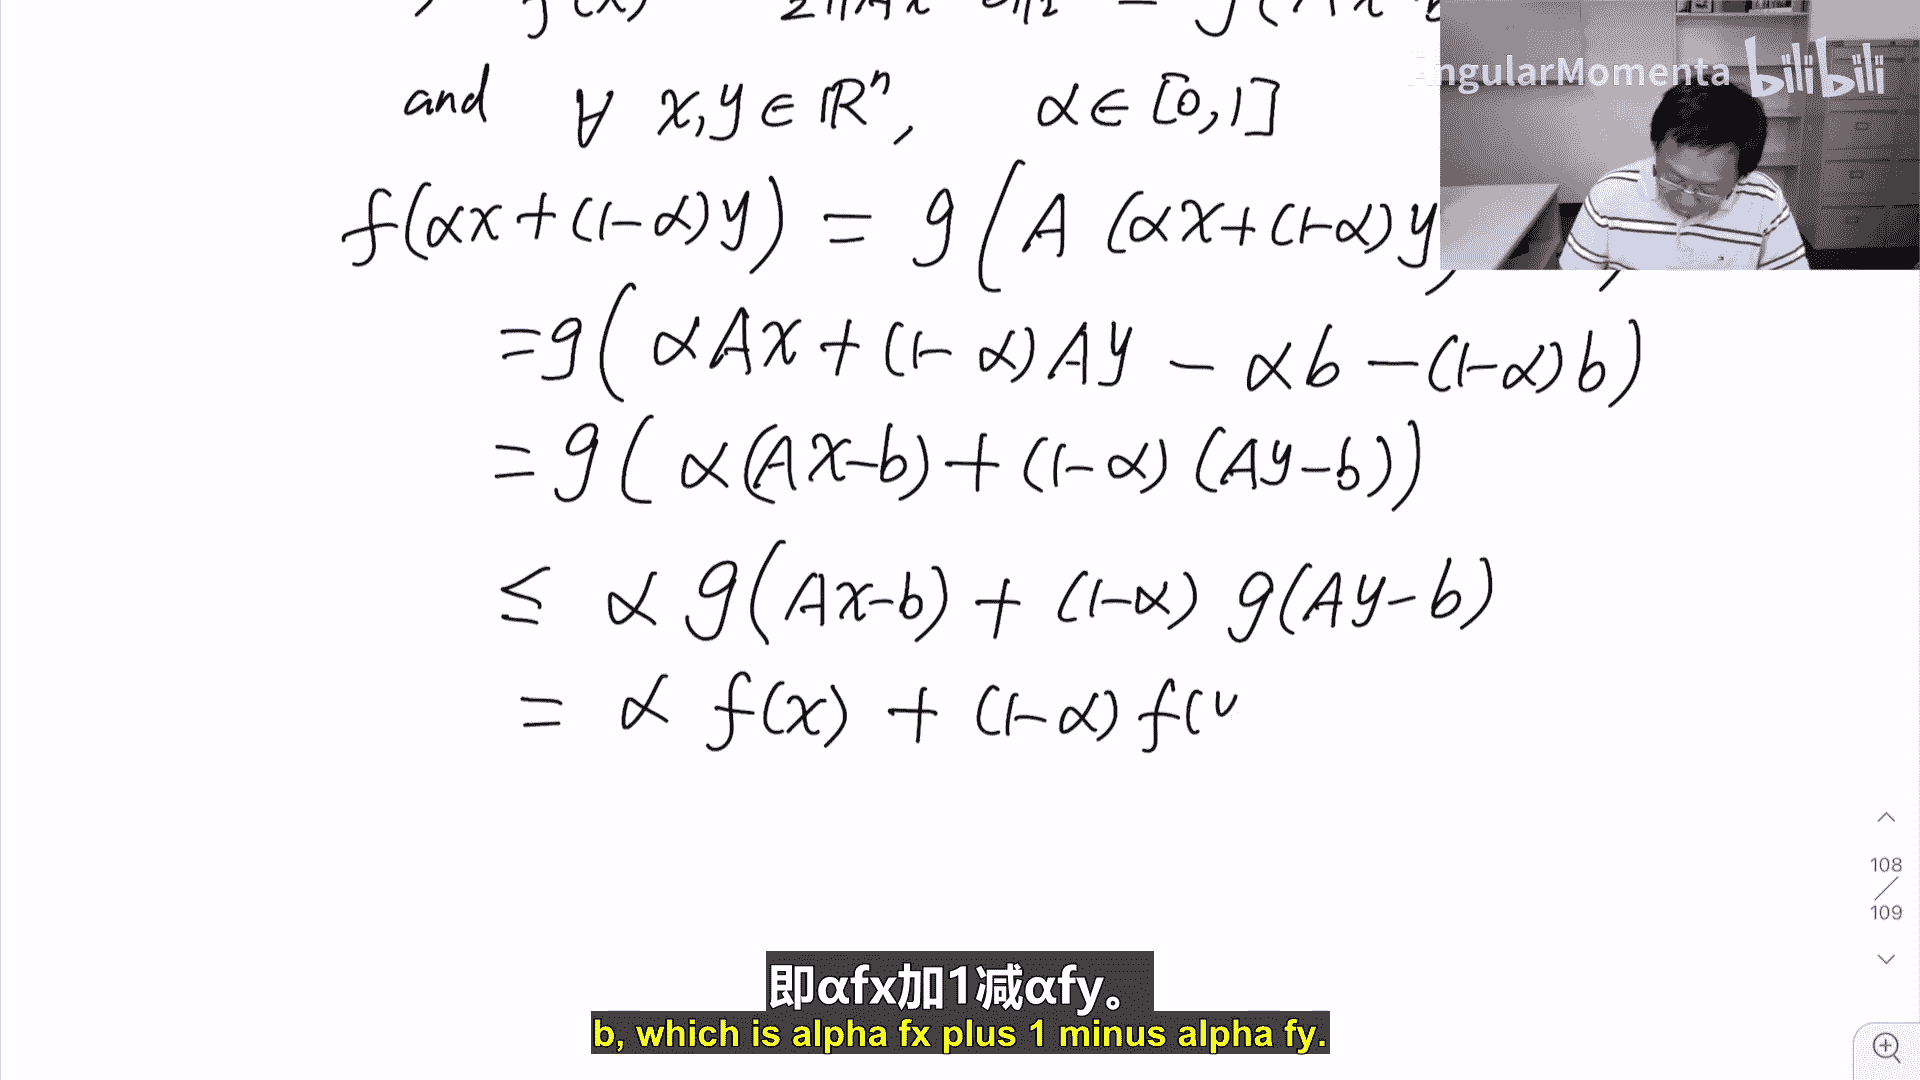 and ∀ x,y ∈ ℝⁿ, α ∈ [0,1]
ngularMomenta bilibili
f(αx+(1-α)y) = g(A (αx+(1-α)y
=g(αAx+(1-α)Ay - αb -(1-α)b)
=g(α(Ax-b)+(1-α)(Ay-b))
≤ α g(Ax-b)+(1-α) g(Ay-b)
= α f(x) + (1-α) f(
108
109
即αfx加1减αfy。
b, which is alpha fx plus 1 minus alpha fy.